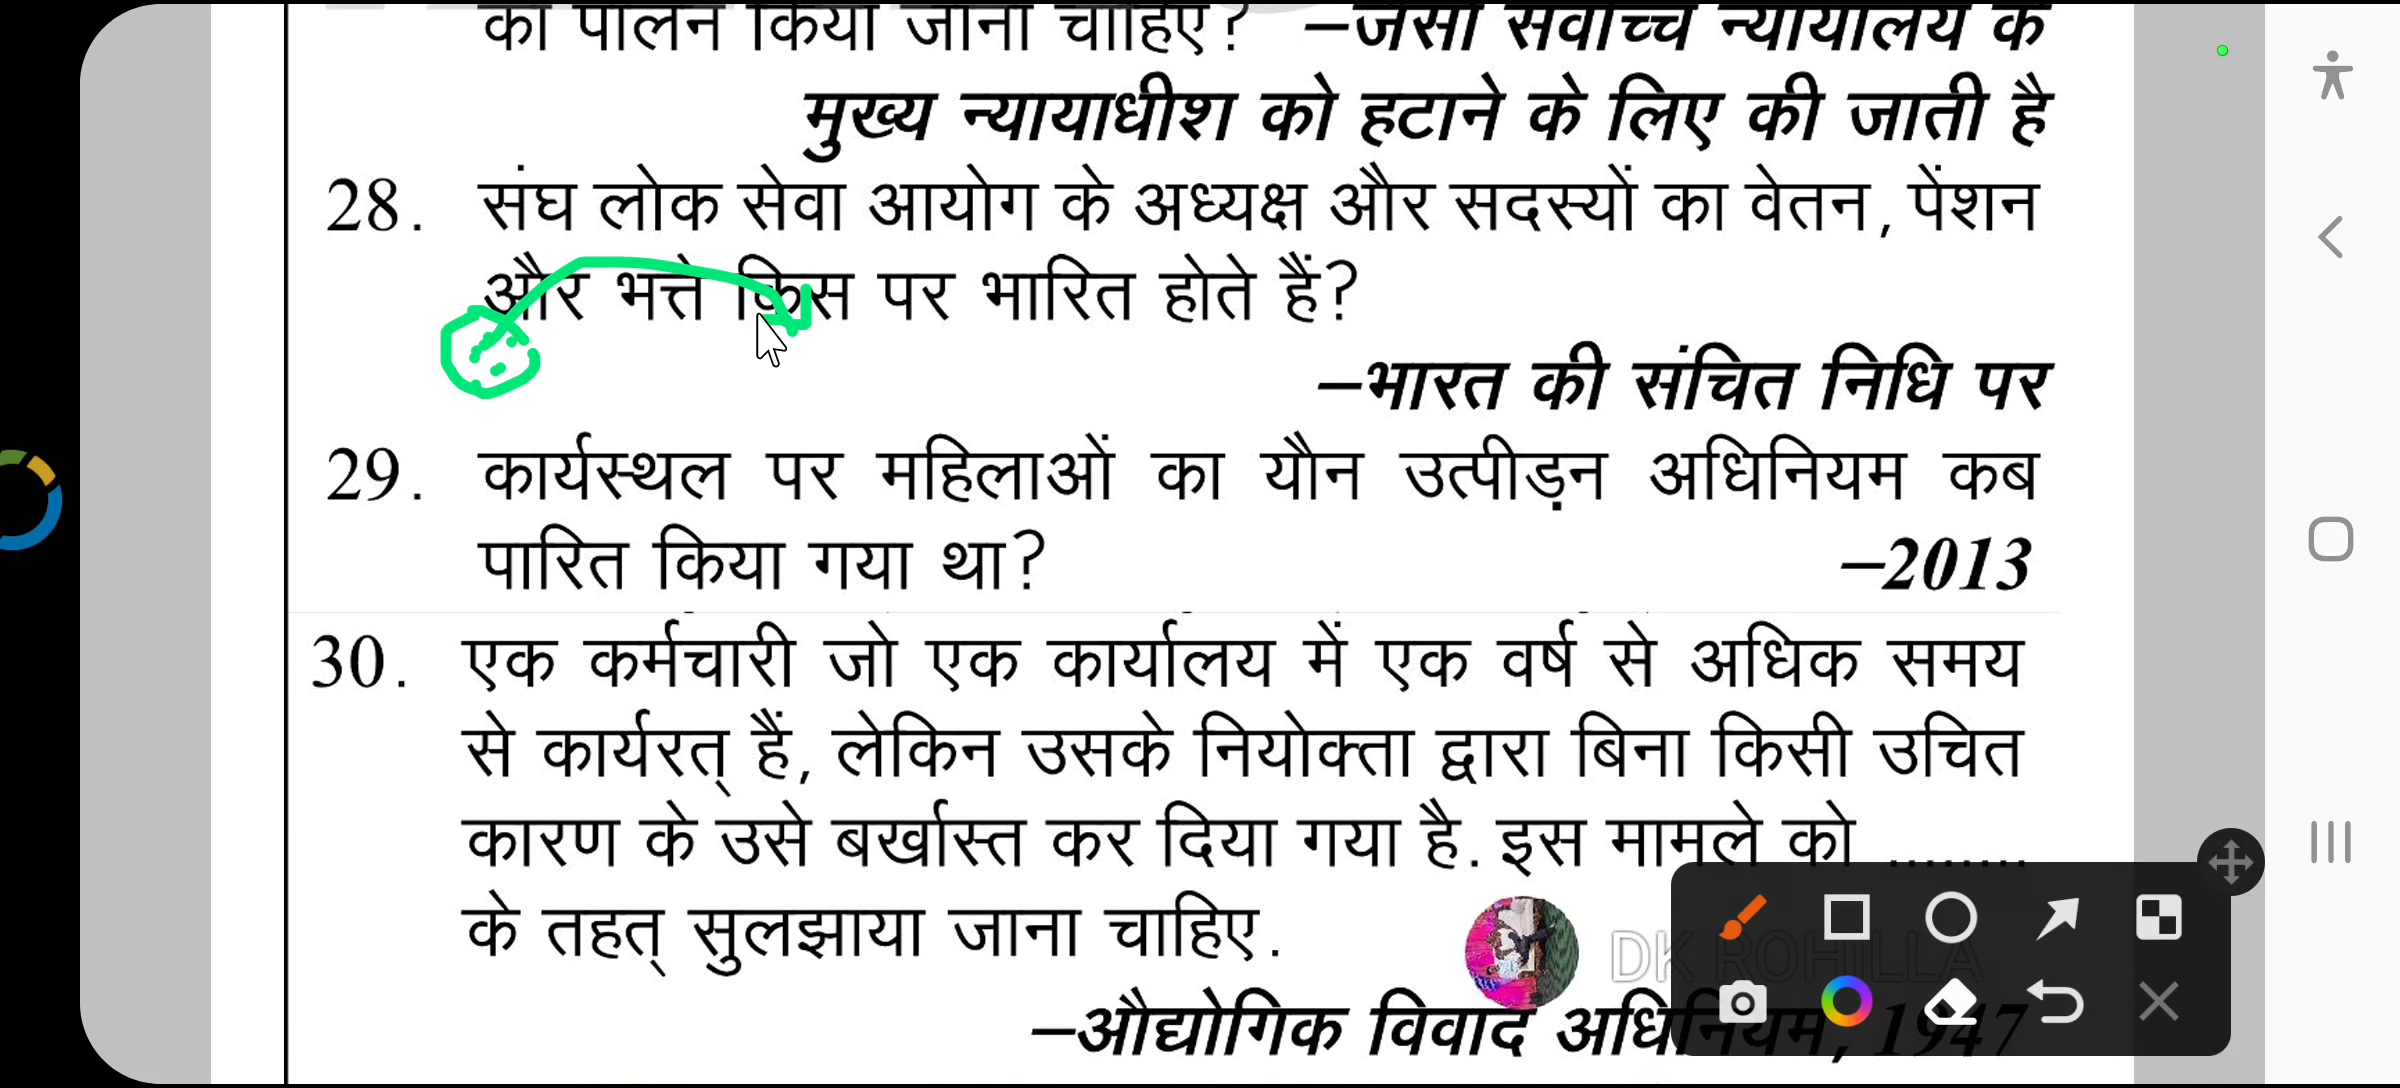 का पालन किया जाना चाहिए? –जैसी सर्वोच्च न्यायालय के
मुख्य न्यायाधीश को हटाने के लिए की जाती है
28. संघ लोक सेवा आयोग के अध्यक्ष और सदस्यों का वेतन, पेंशन
और भत्ते किस पर भारित होते हैं?
–भारत की संचित निधि पर
29. कार्यस्थल पर महिलाओं का यौन उत्पीड़न अधिनियम कब
पारित किया गया था? –2013
30. एक कर्मचारी जो एक कार्यालय में एक वर्ष से अधिक समय
से कार्यरत् हैं, लेकिन उसके नियोक्ता द्वारा बिना किसी उचित
कारण के उसे बर्खास्त कर दिया गया है. इस मामले को ........
के तहत् सुलझाया जाना चाहिए.
DK ROHILLA
–औद्योगिक विवाद अधिनियम, 1947